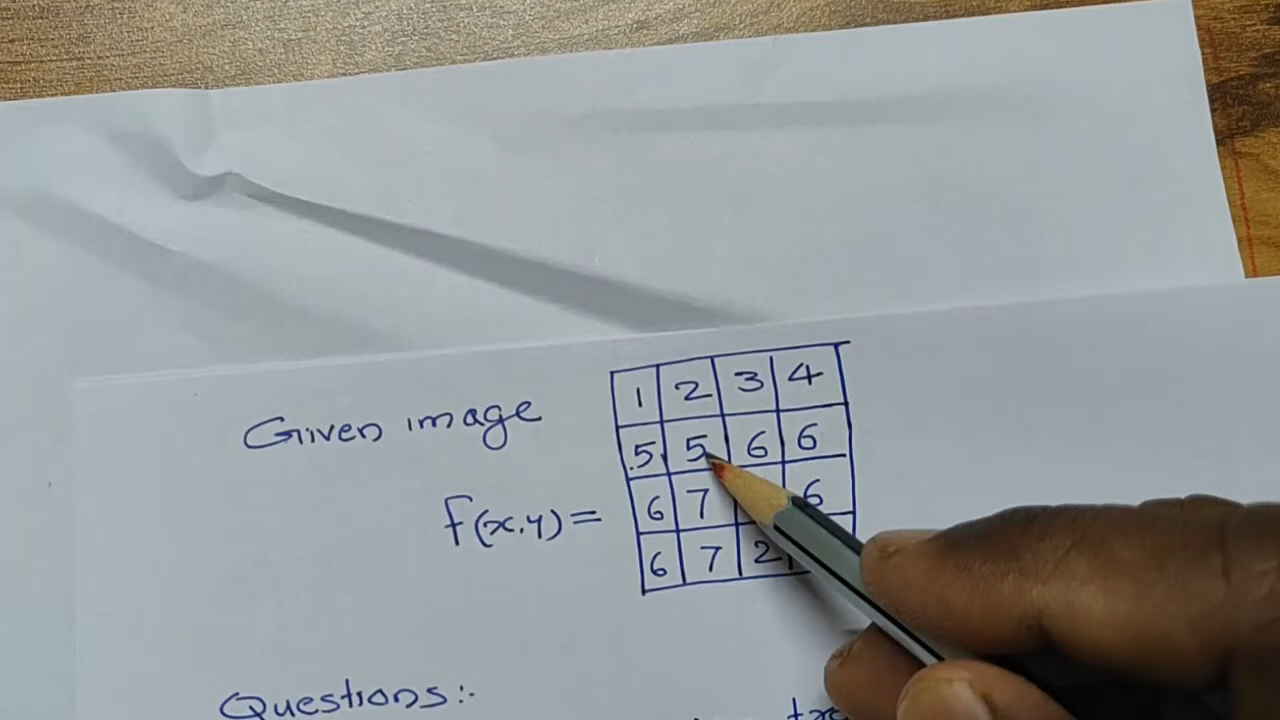 1 2 3 4
Given image
5 5 6 6
f(x,y) =
6 7 6
6 7 2
Questions:-